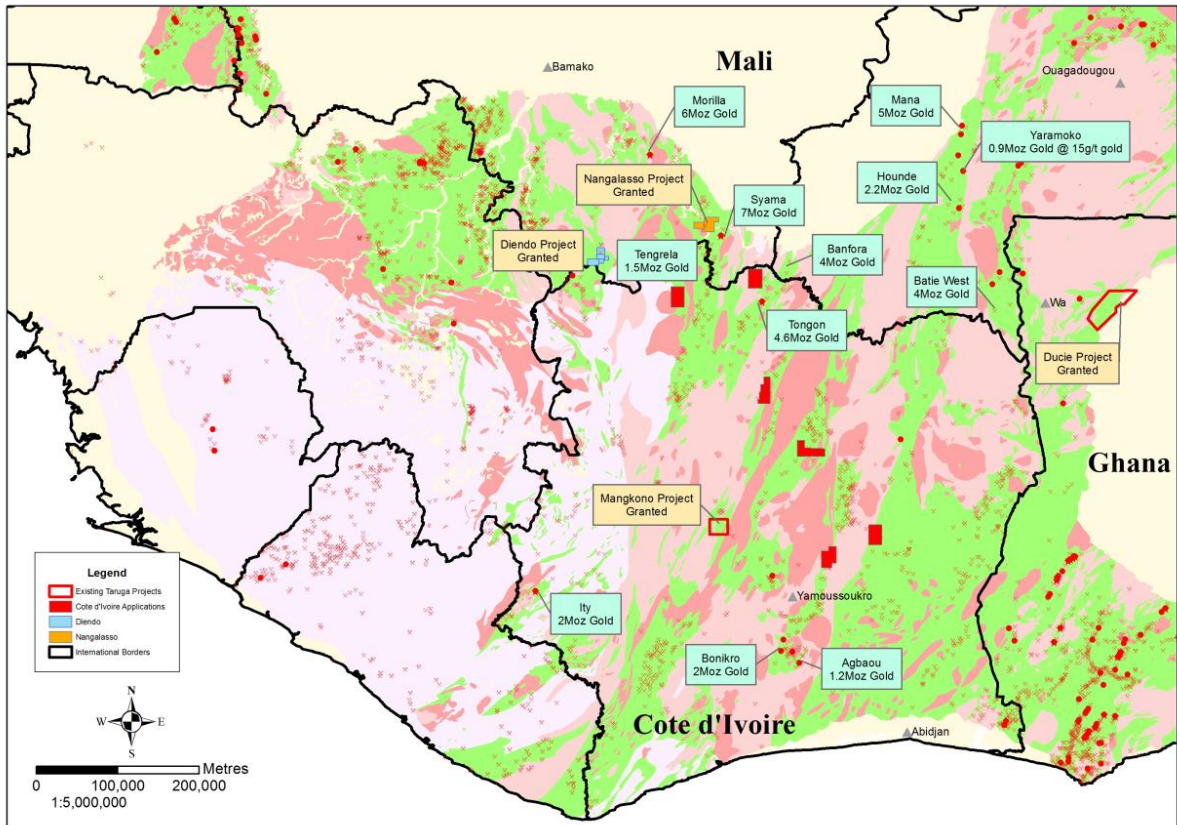 Mali
Bamako
Ouagadougou
Morilla
6Moz Gold
Mana
5Moz Gold
Yaramoko
0.9Moz Gold @ 15g/t gold
Nangalasso Project
Granted
Hounde
2.2Moz Gold
Syama
7Moz Gold
Diendo Project
Granted
Tengrela
1.5Moz Gold
Banfora
4Moz Gold
Batie West
4Moz Gold
Wa
Tongon
4.6Moz Gold
Ducie Project
Granted
Ghana
Mangkono Project
Granted
Legend
Existing Taruga Projects
Cote d'Ivoire Applications
Diendo
Nangalasso
International Borders
Ity
2Moz Gold
Yamoussoukro
Bonikro
2Moz Gold
Agbaou
1.2Moz Gold
Cote d'Ivoire
Abidjan
N
W
E
S
Metres
0
100,000
200,000
1:5,000,000